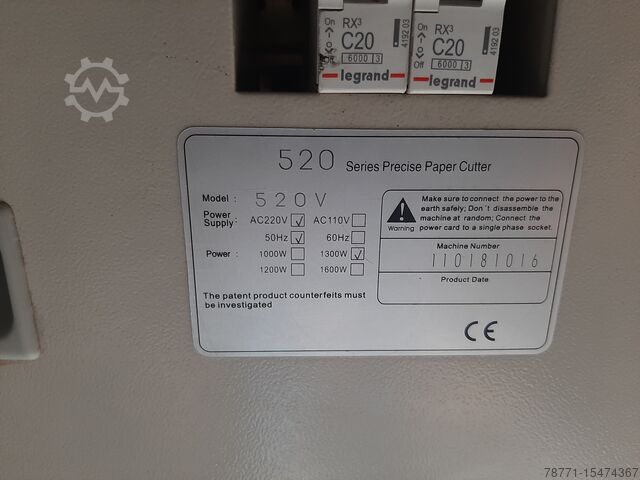 On RX³
C20
Off 6000 3
4192 03
legrand
On RX³
C20
Off 6000 3
4192 03
legrand
520 Series Precise Paper Cutter
Model : 520V
Power Supply: AC220V √ AC110V
50Hz √ 60Hz
Power : 1000W 1300W √
1200W 1600W
The patent product counterfeits must
be investigated
Warning
Make sure to connect the power to the
earth safely; Don´t disassemble the
machine at random; Connect the
power card to a single phase socket.
Machine Number
110181016
Product Date
CE
78771-15474367